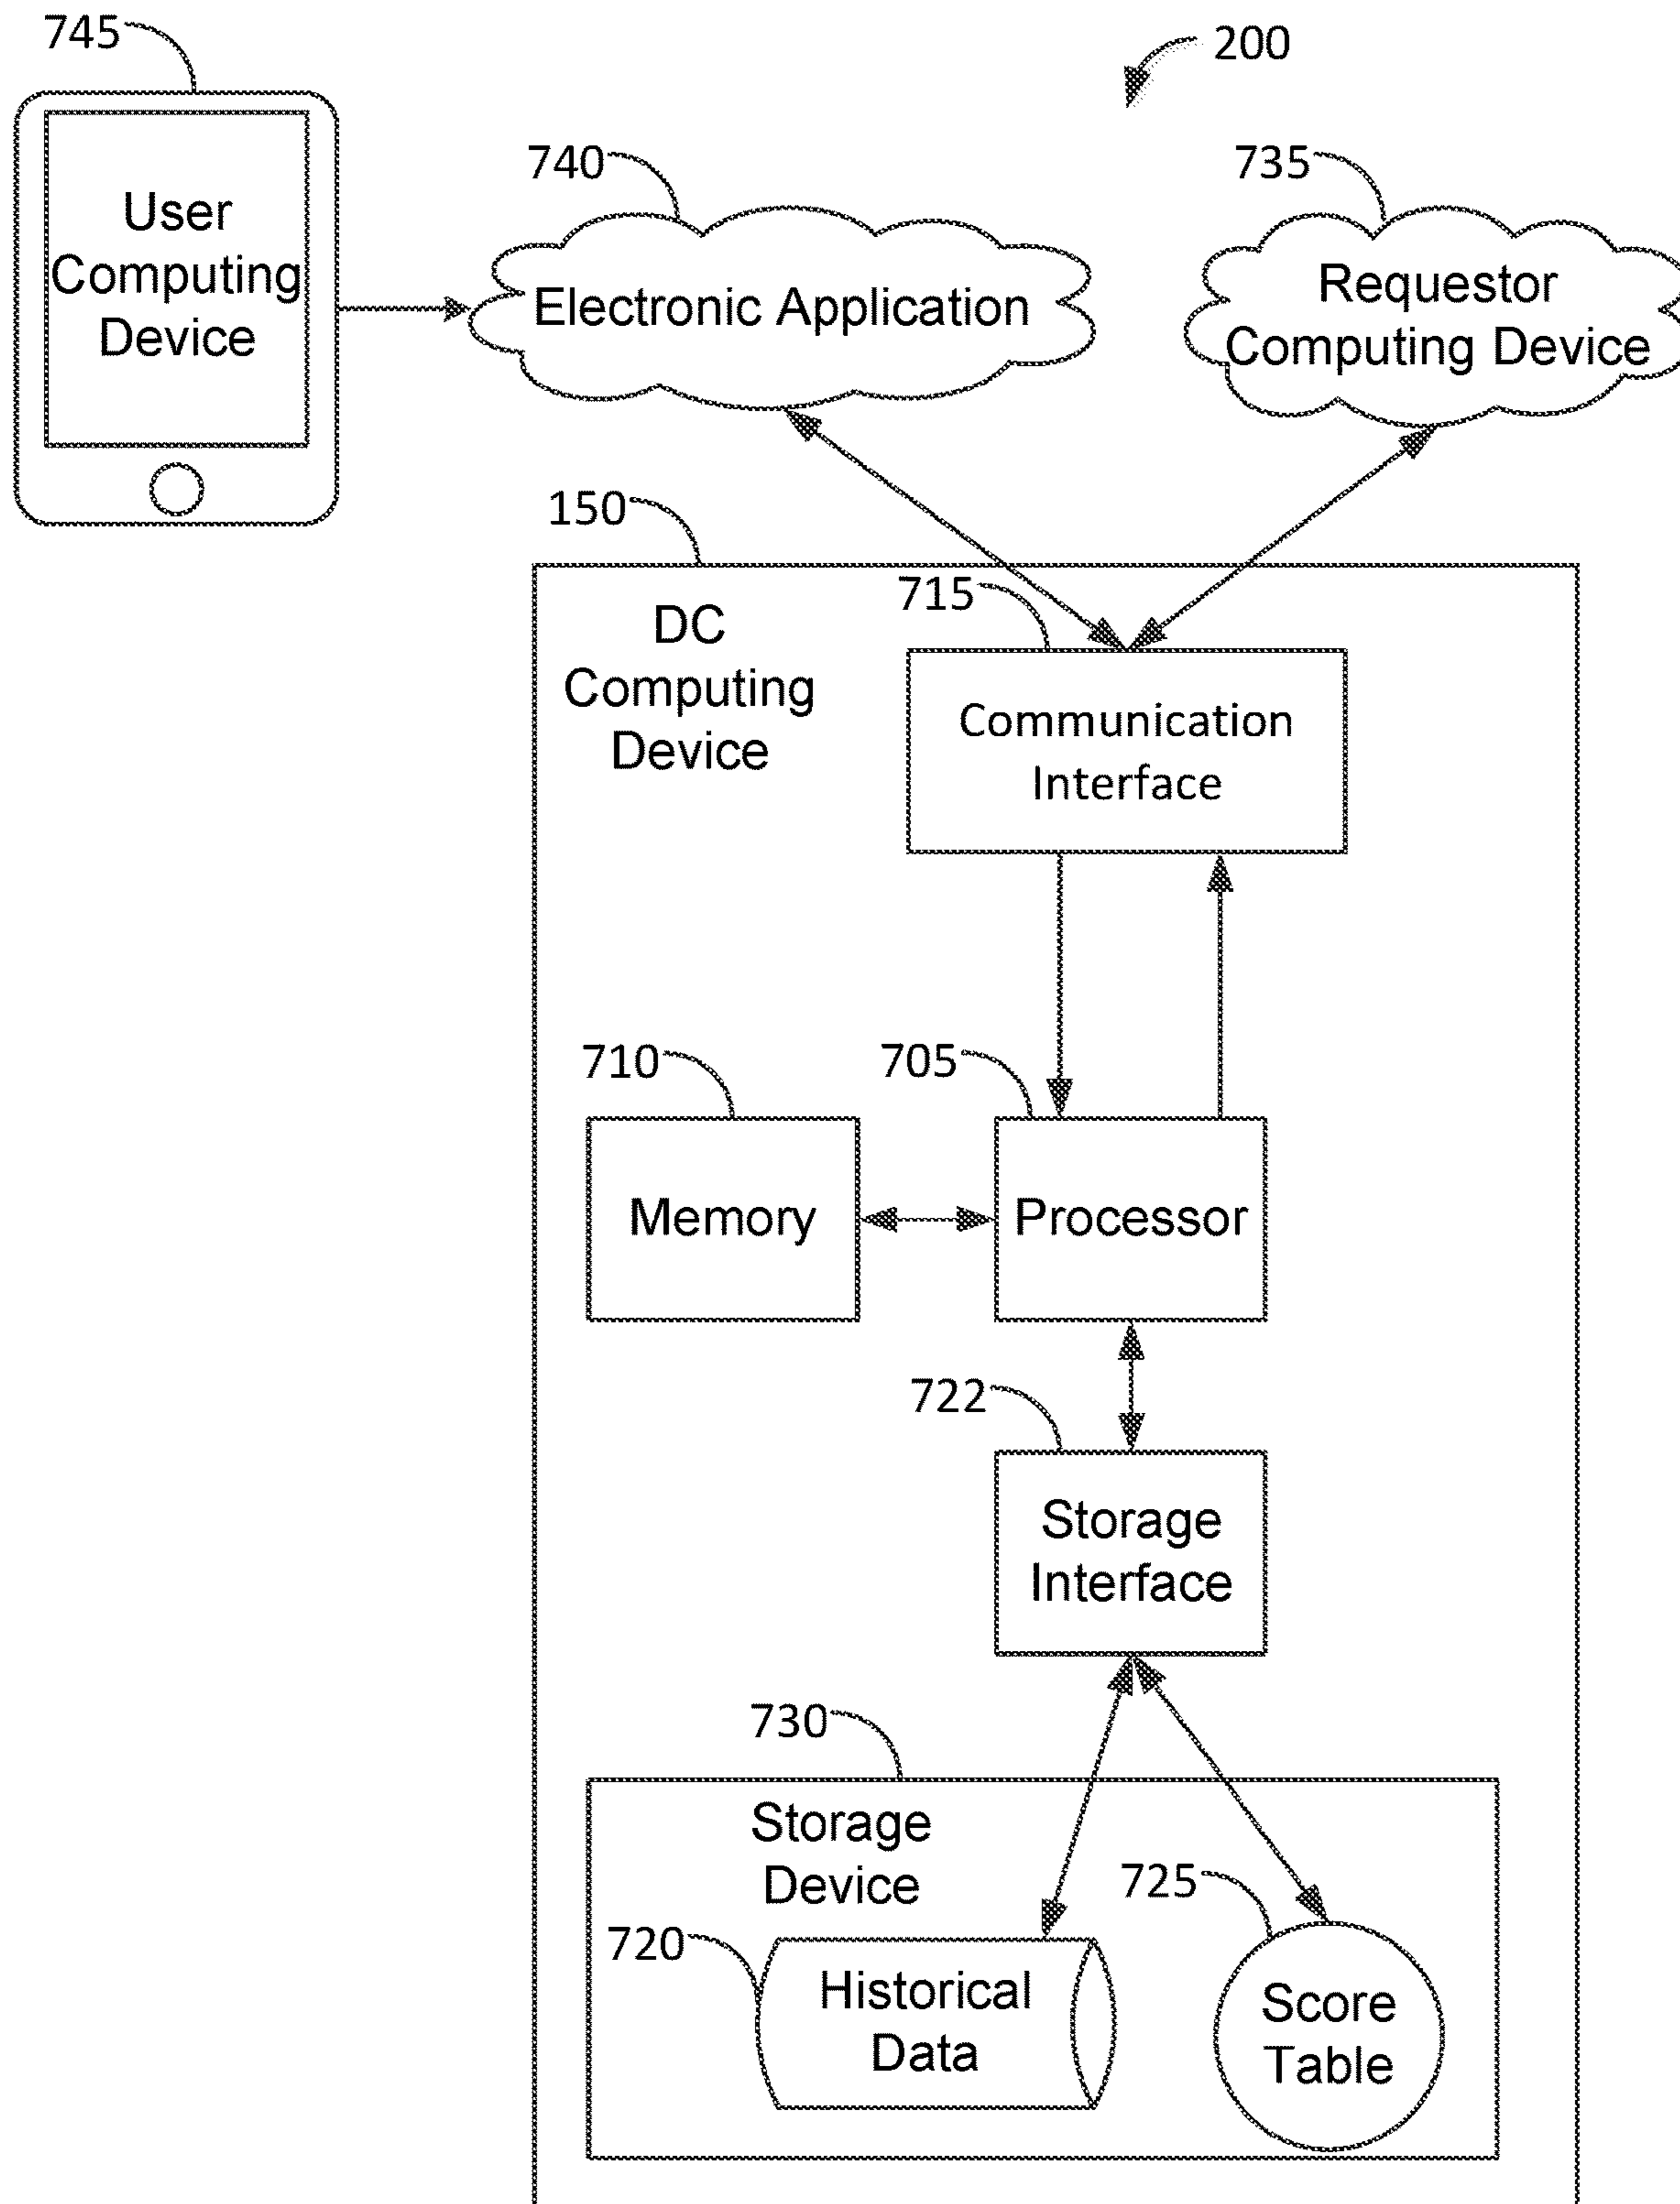 745
200
740
735
User
Computing
Device
Electronic Application
Requestor
Computing Device
150
715
DC
Computing
Device
Communication
Interface
710
705
Memory
Processor
722
Storage
Interface
730
Storage
Device
725
720
Historical
Data
Score
Table